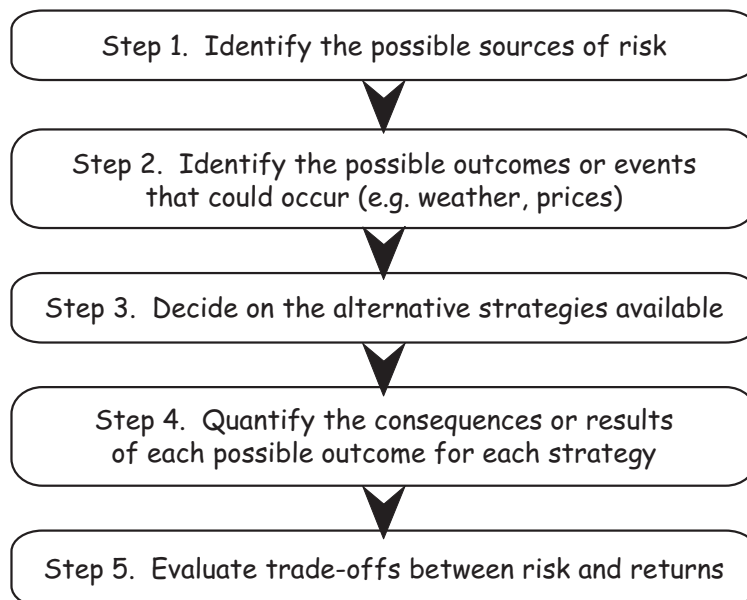 Step 1. Identify the possible sources of risk
Step 2. Identify the possible outcomes or events
that could occur (e.g. weather, prices)
Step 3. Decide on the alternative strategies available
Step 4. Quantify the consequences or results
of each possible outcome for each strategy
Step 5. Evaluate trade-offs between risk and returns